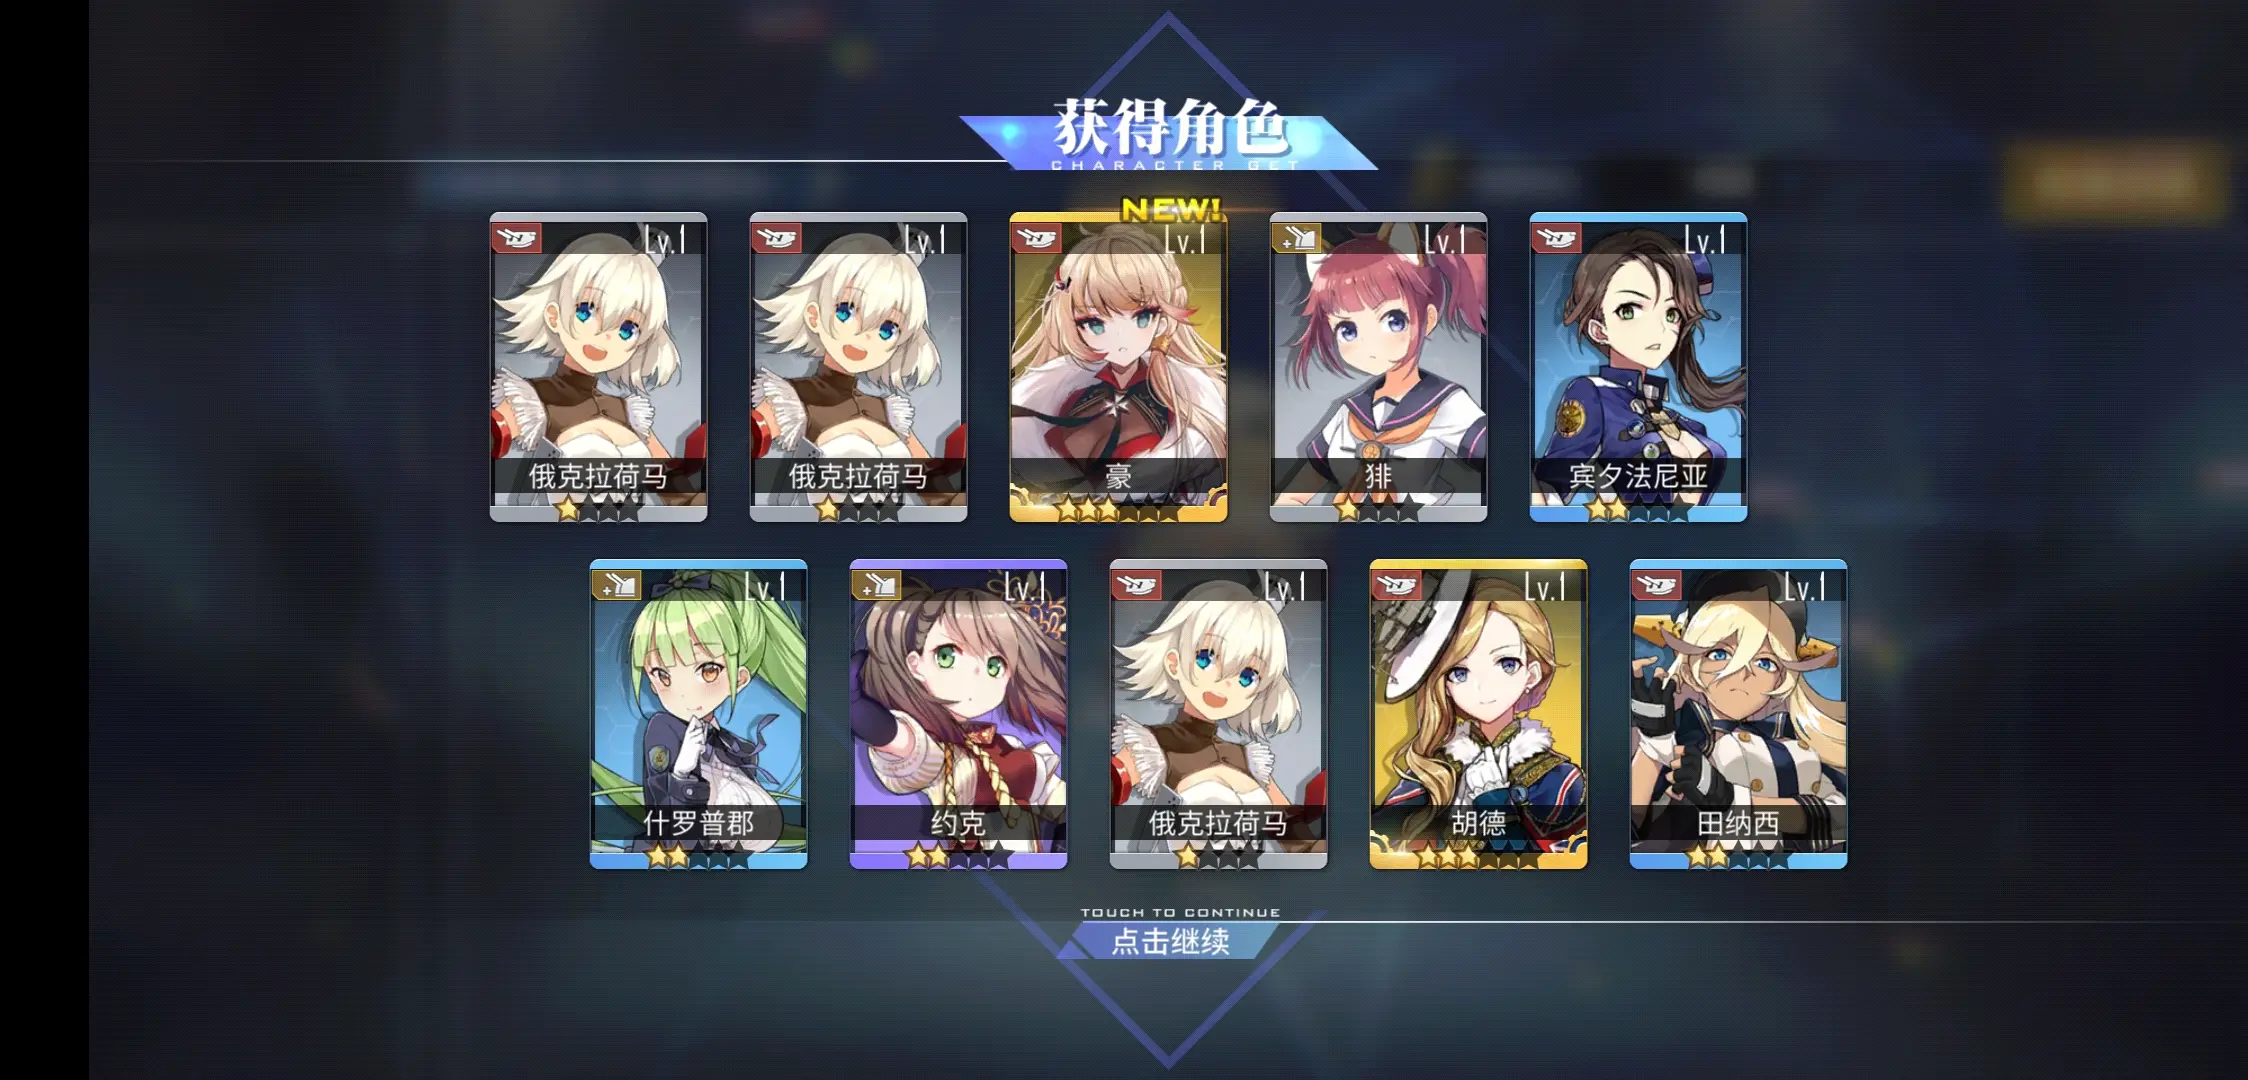 获得角色
CHARACTER GET
NEW!
Lv.1 Lv.1 Lv.1 Lv.1 Lv.1
俄克拉荷马 俄克拉荷马 豪 猅 宾夕法尼亚
Lv.1 Lv.1 Lv.1 Lv.1 Lv.1
什罗普郡 约克 俄克拉荷马 胡德 田纳西
TOUCH TO CONTINUE
点击继续